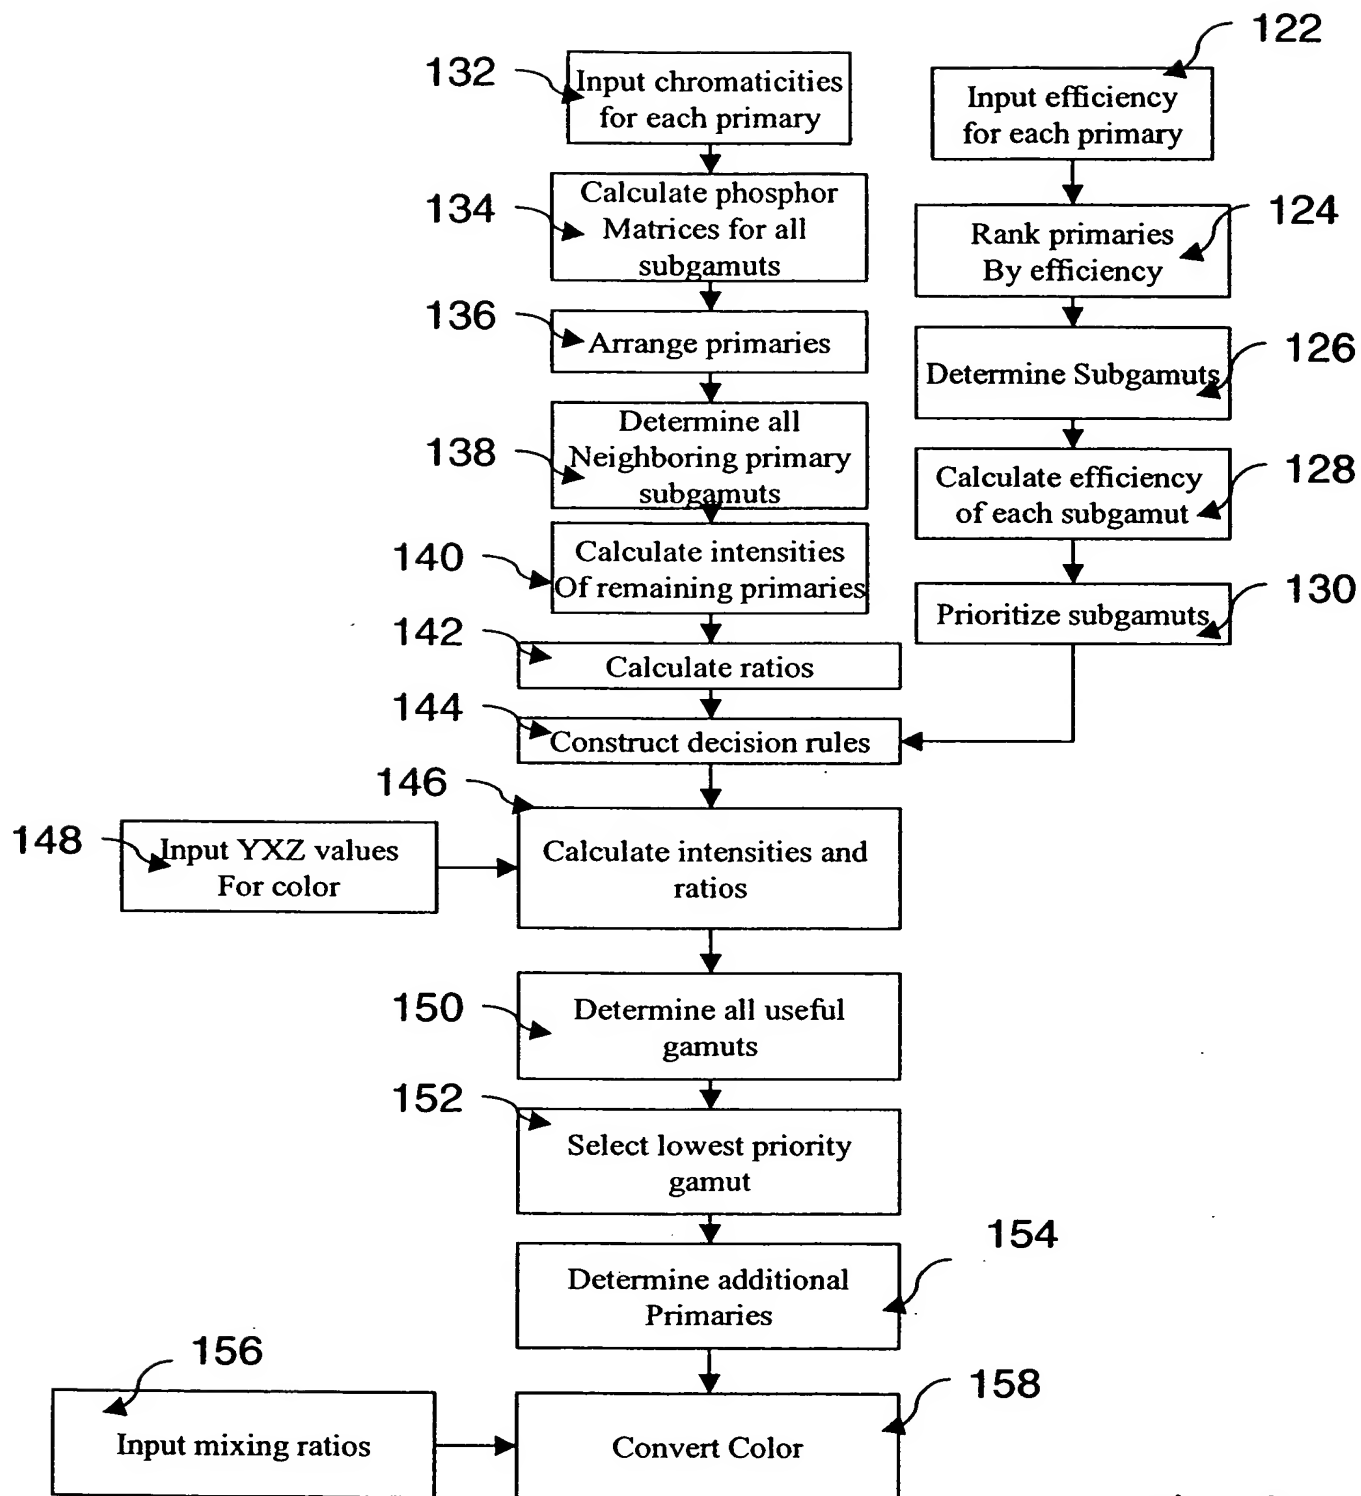 122
132
Input chromaticities
for each primary
Input efficiency
for each primary
134
Calculate phosphor
Matrices for all
subgamuts
124
Rank primaries
By efficiency
136
Arrange primaries
126
Determine Subgamuts
138
Determine all
Neighboring primary
subgamuts
128
Calculate efficiency
of each subgamut
140
Calculate intensities
Of remaining primaries
130
Prioritize subgamuts
142
Calculate ratios
144
Construct decision rules
146
Calculate intensities and
ratios
148
Input YXZ values
For color
150
Determine all useful
gamuts
152
Select lowest priority
gamut
154
Determine additional
Primaries
156
Input mixing ratios
158
Convert Color